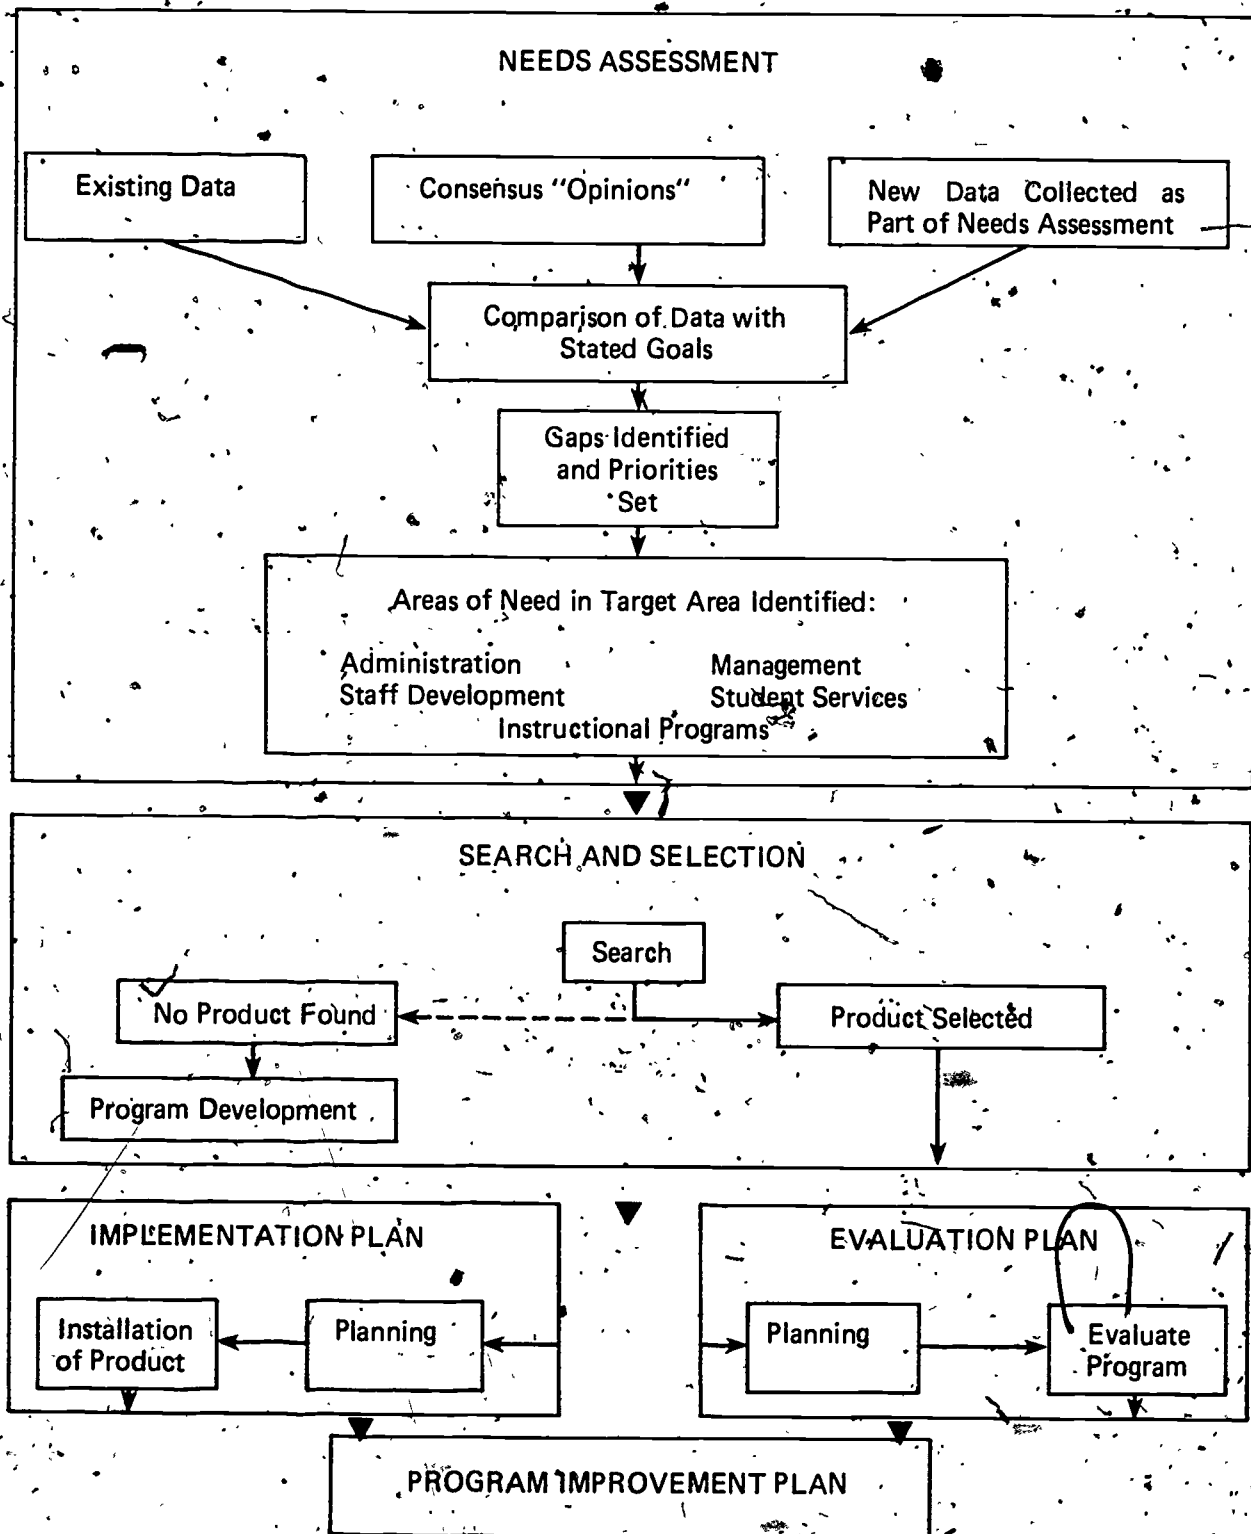 NEEDS ASSESSMENT
Existing Data
Consensus "Opinions"
New Data Collected as
Part of Needs Assessment
Comparison of Data with
Stated Goals
Gaps Identified
and Priorities
Set
Areas of Need in Target Area Identified:
Administration
Management
Staff Development
Student Services
Instructional Programs
SEARCH AND SELECTION
Search
No Product Found
Product Selected
Program Development
IMPLEMENTATION PLAN
EVALUATION PLAN
Installation
of Product
Planning
Planning
Evaluate
Program
PROGRAM IMPROVEMENT PLAN